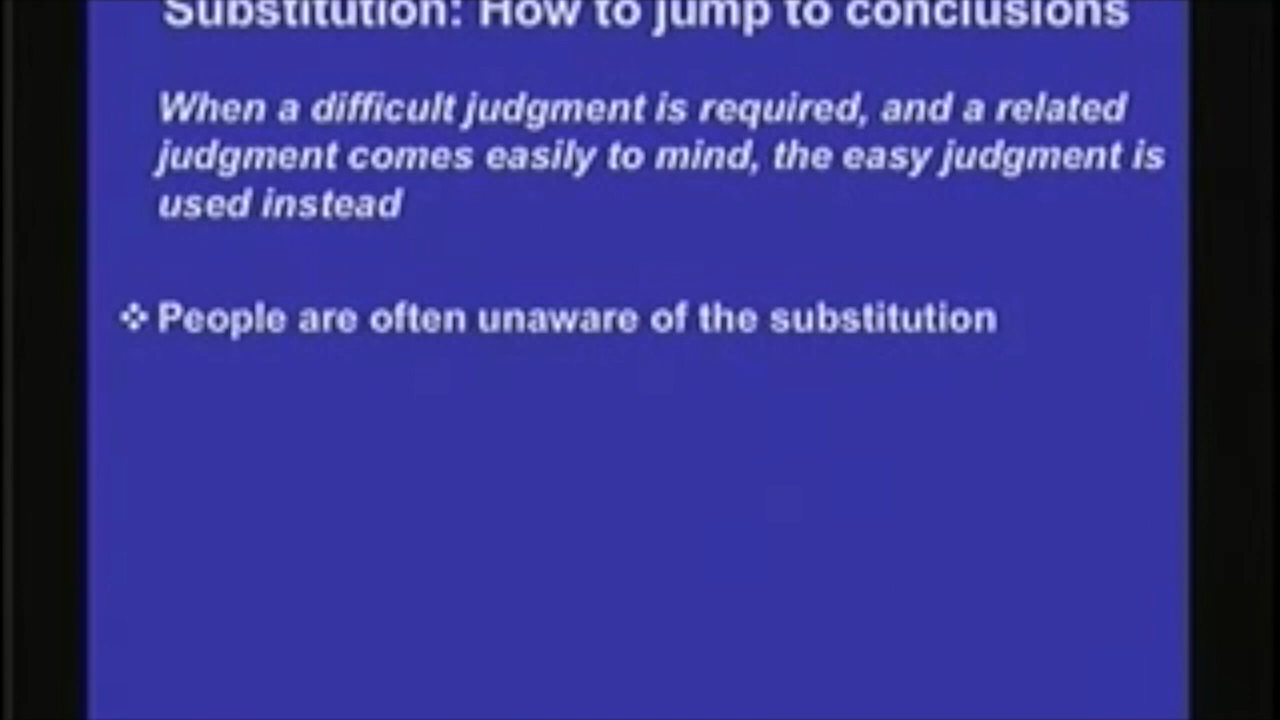 Substitution: How to jump to conclusions
When a difficult judgment is required, and a related
judgment comes easily to mind, the easy judgment is
used instead
❖ People are often unaware of the substitution